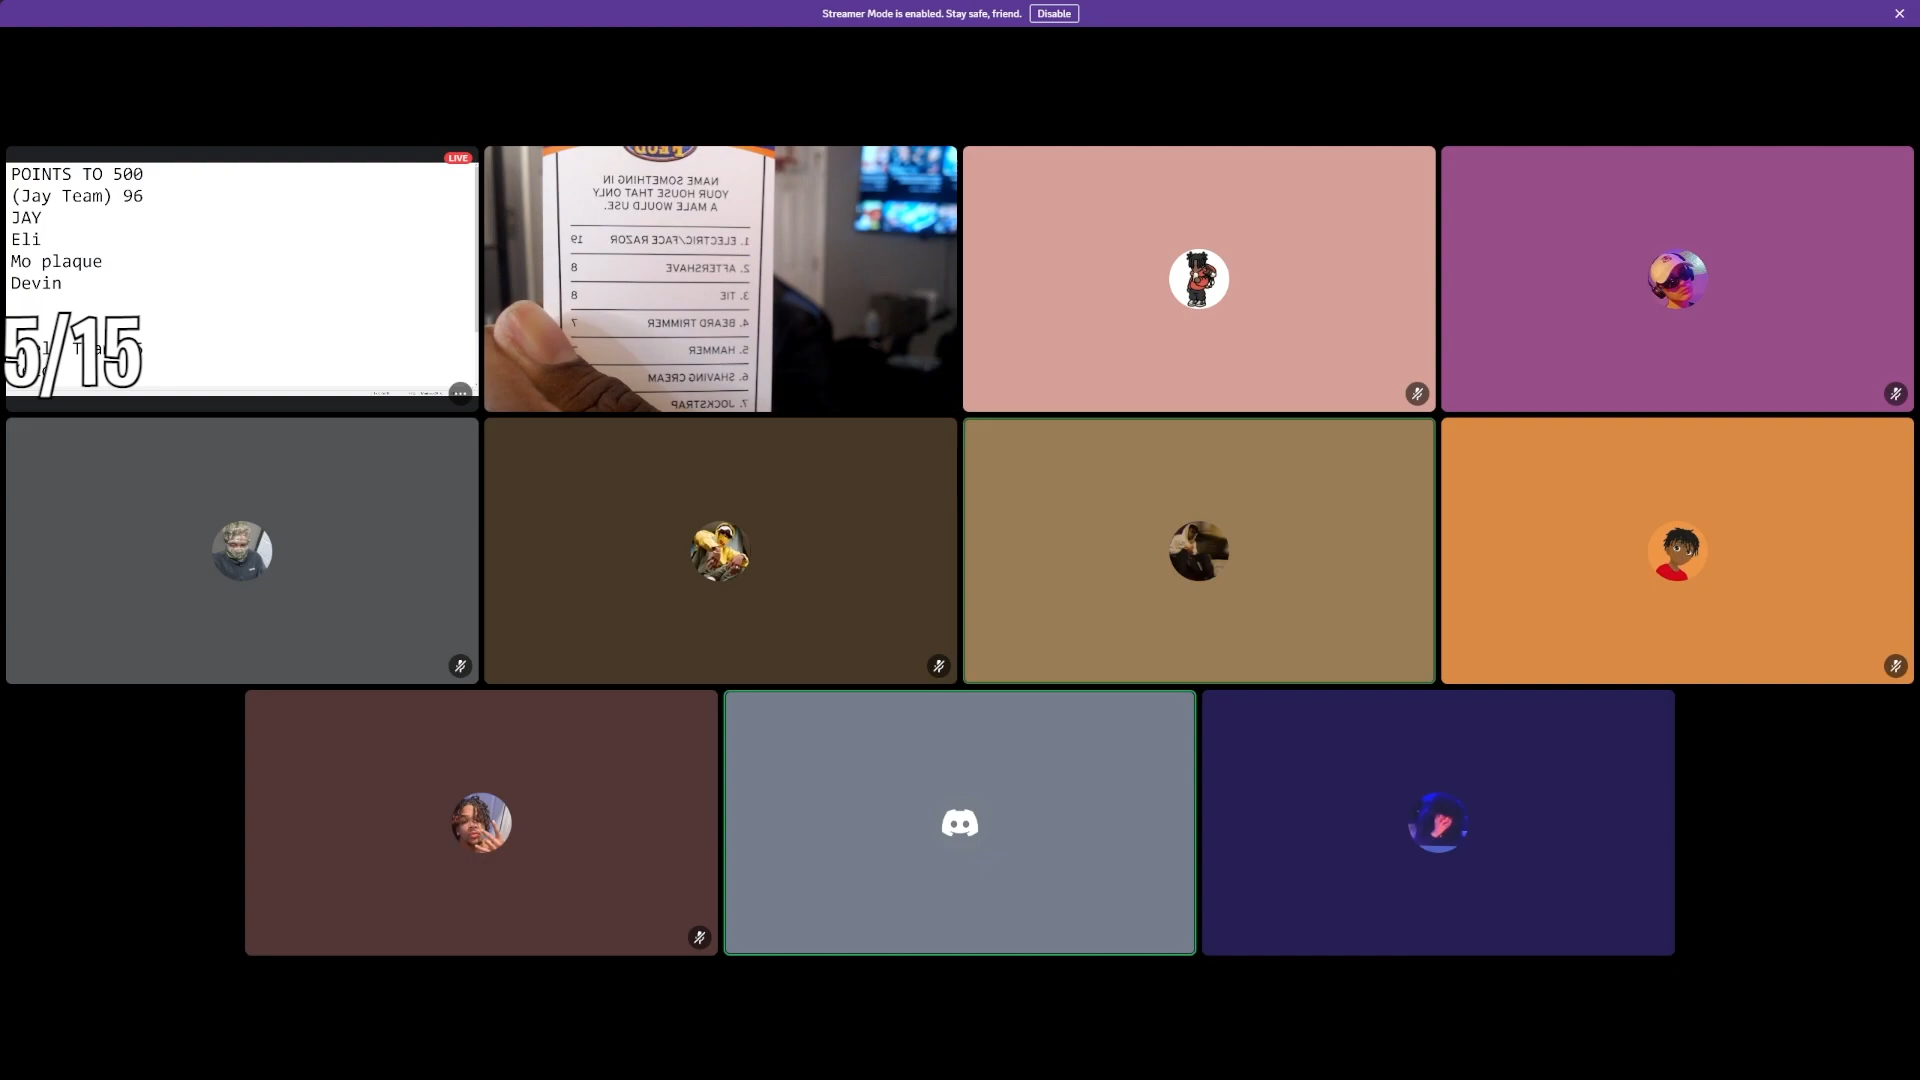 Streamer Mode is enabled. Stay safe, friend. Disable
LIVE
POINTS TO 500
(Jay Team) 96
JAY
Eli
Mo plaque
Devin
5/15
FEUD
NAME SOMETHING IN
YOUR HOUSE THAT ONLY
A MALE WOULD USE.
1. ELECTRIC/FACE RAZOR 19
2. AFTERSHAVE 8
3. TIE 8
4. BEARD TRIMMER 7
5. HAMMER
6. SHAVING CREAM
7. JOCKSTRAP